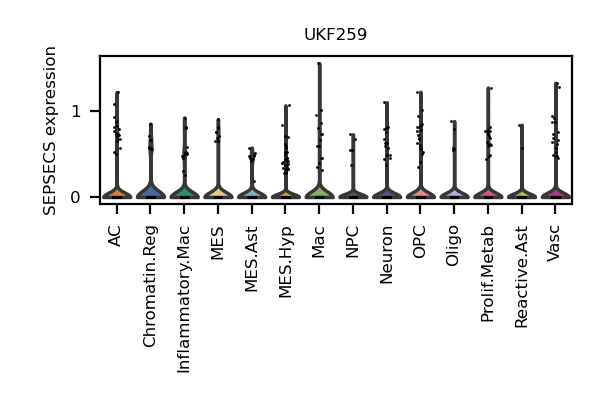 UKF259
SEPSECS expression
1
0
AC
Chromatin.Reg
Inflammatory.Mac
MES
MES.Ast
MES.Hyp
Mac
NPC
Neuron
OPC
Oligo
Prolif.Metab
Reactive.Ast
Vasc